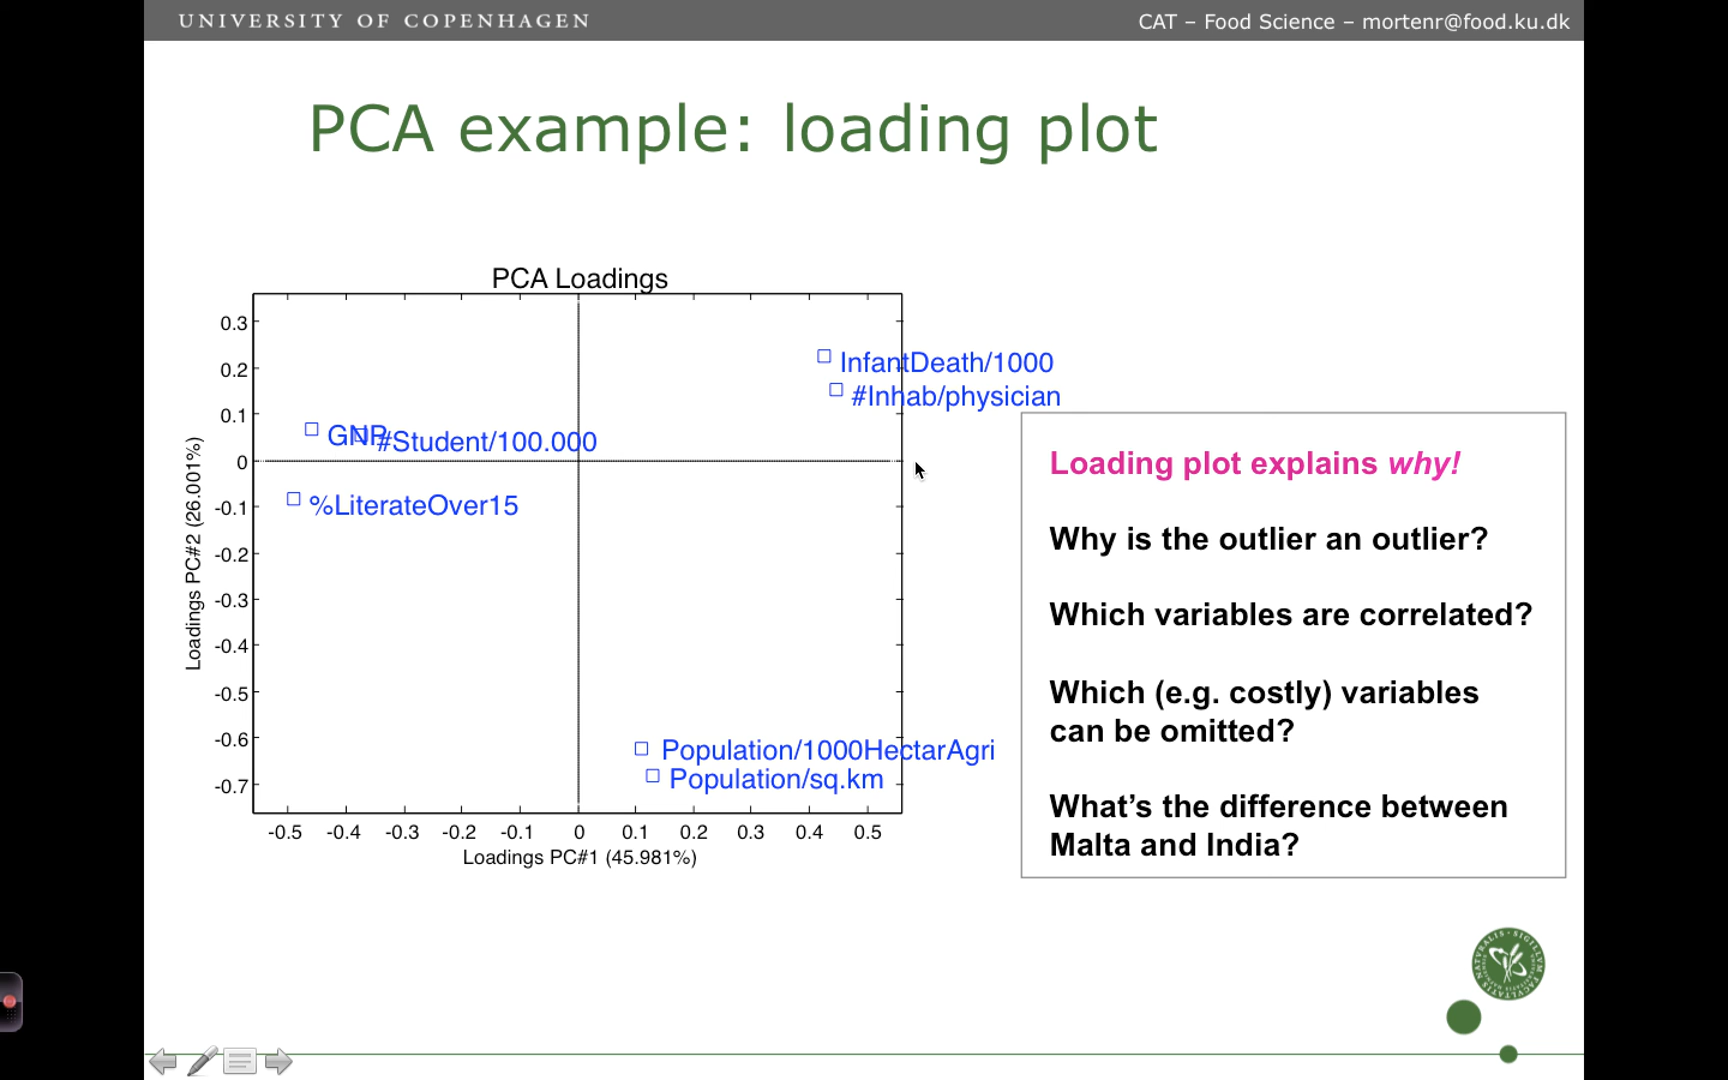 UNIVERSITY OF COPENHAGEN
CAT – Food Science – mortenr@food.ku.dk
PCA example: loading plot
PCA Loadings
0.3
0.2
0.1
0
-0.1
-0.2
-0.3
-0.4
-0.5
-0.6
-0.7
Loadings PC#2 (26.001%)
InfantDeath/1000
#Inhab/physician
GNP
#Student/100.000
%LiterateOver15
Population/1000HectarAgri
Population/sq.km
-0.5 -0.4 -0.3 -0.2 -0.1 0 0.1 0.2 0.3 0.4 0.5
Loadings PC#1 (45.981%)
Loading plot explains why!
Why is the outlier an outlier?
Which variables are correlated?
Which (e.g. costly) variables
can be omitted?
What’s the difference between
Malta and India?